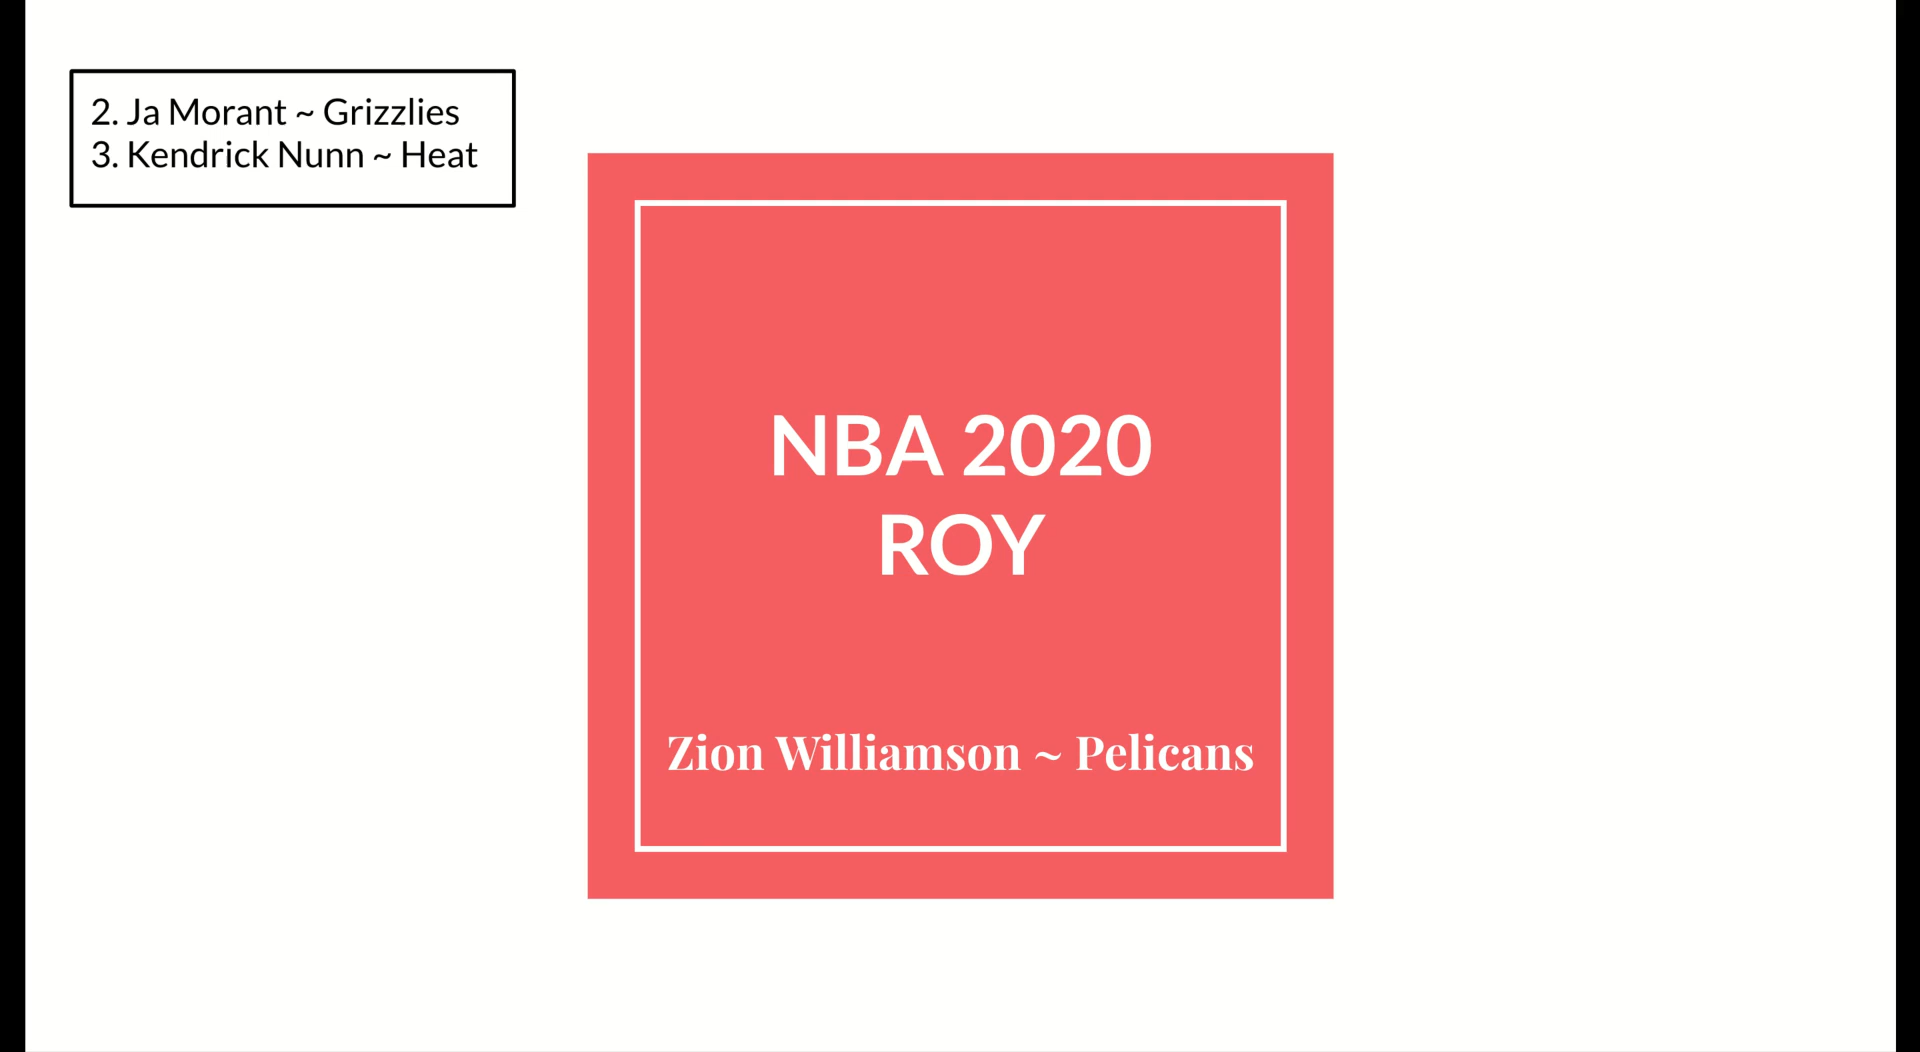 2. Ja Morant ~ Grizzlies
3. Kendrick Nunn ~ Heat
NBA 2020
ROY
Zion Williamson ~ Pelicans